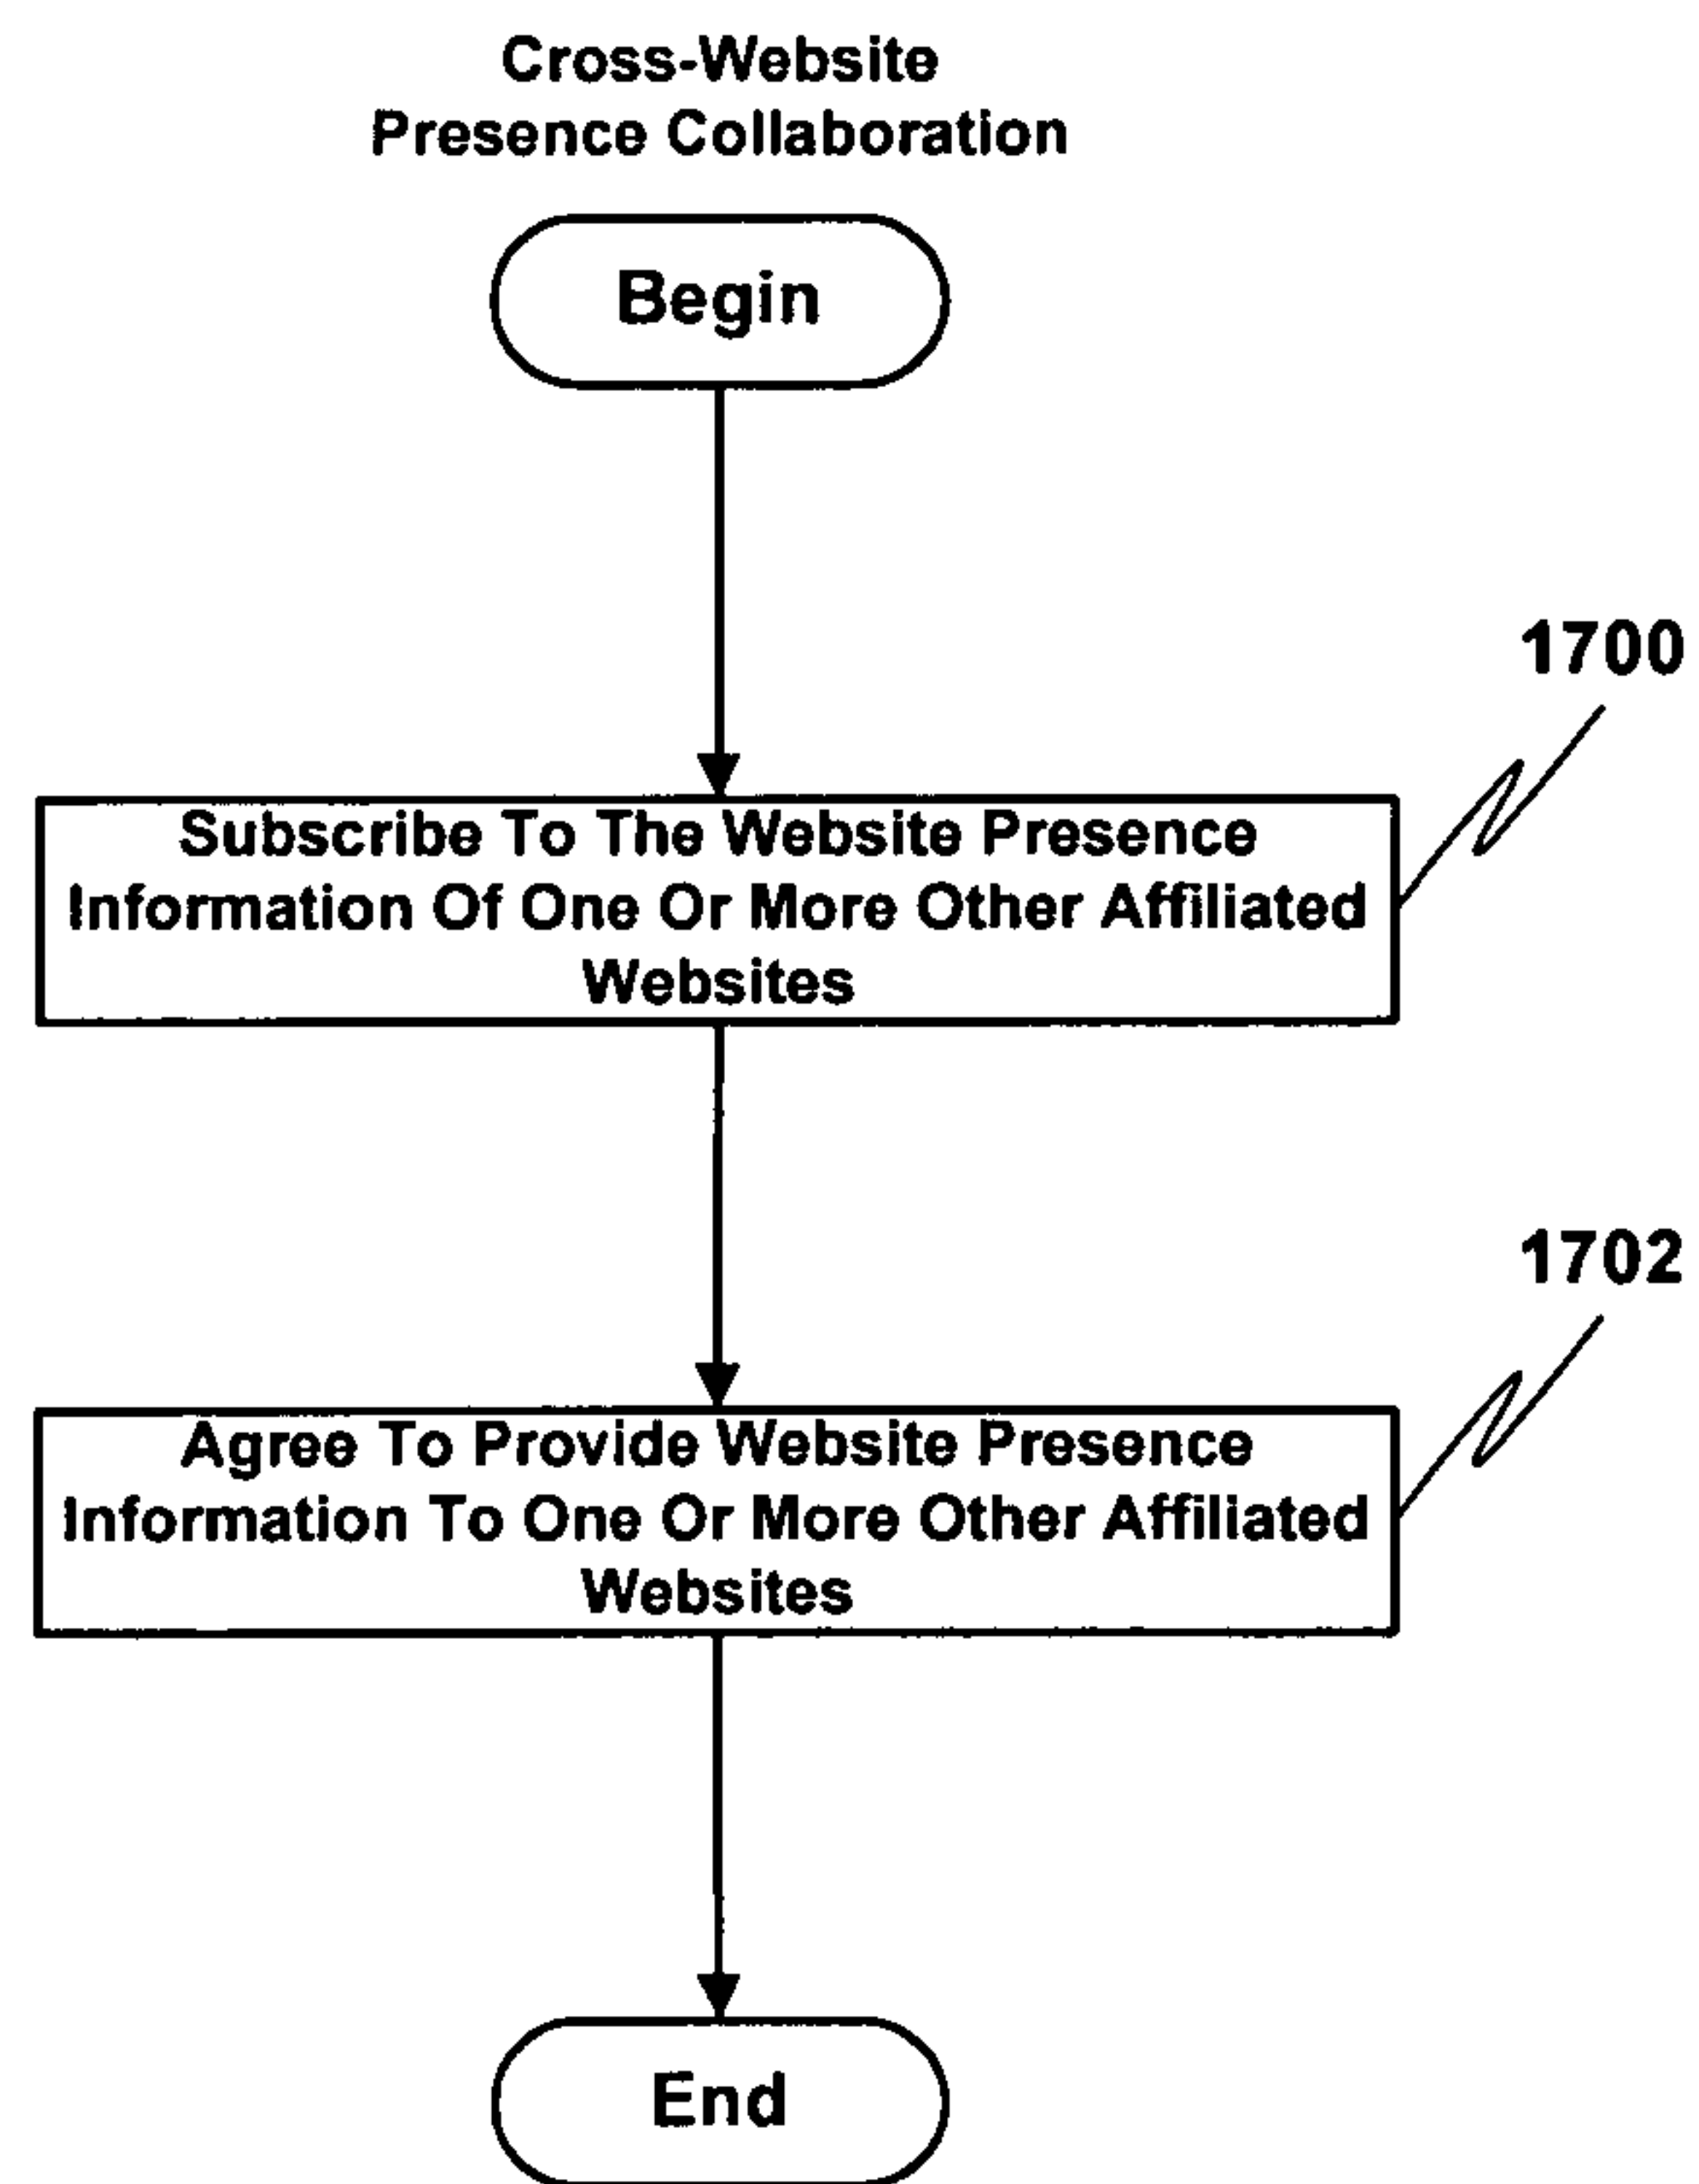 Cross-Website
Presence Collaboration
Begin
1700
Subscribe To The Website Presence
Information Of One Or More Other Affiliated
Websites
1702
Agree To Provide Website Presence
Information To One Or More Other Affiliated
Websites
End